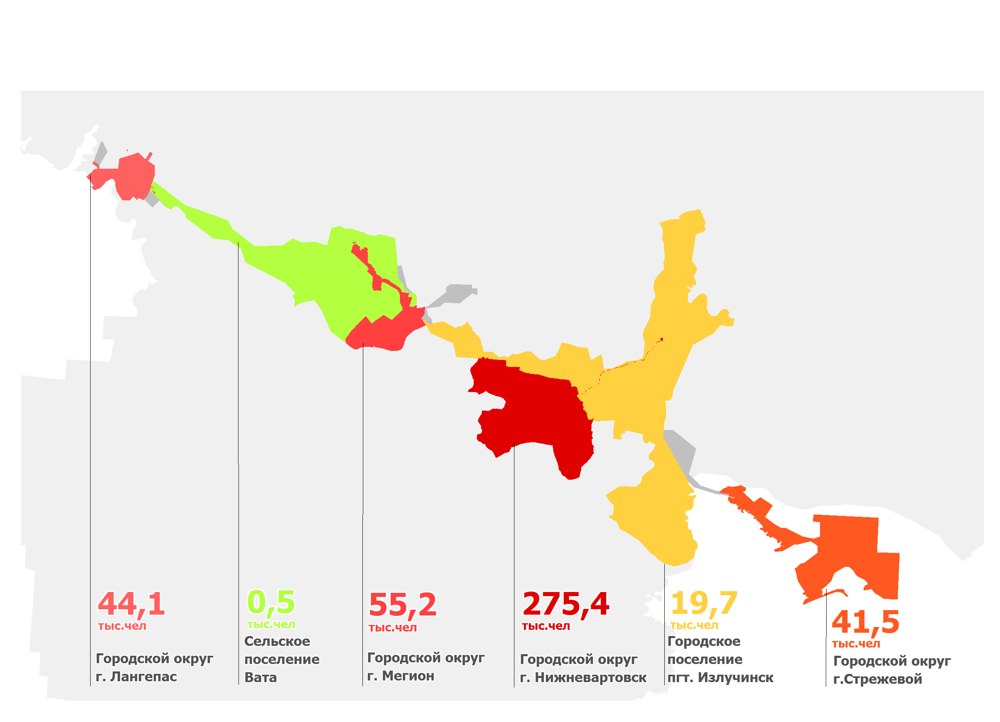 44,1
тыс.чел
Городской округ
г. Лангепас
0,5
тыс.чел
Сельское
поселение
Вата
55,2
тыс.чел
Городской округ
г. Мегион
275,4
тыс.чел
Городской округ
г. Нижневартовск
19,7
тыс.чел
Городское
поселение
пгт. Излучинск
41,5
тыс.чел
Городской округ
г.Стрежевой